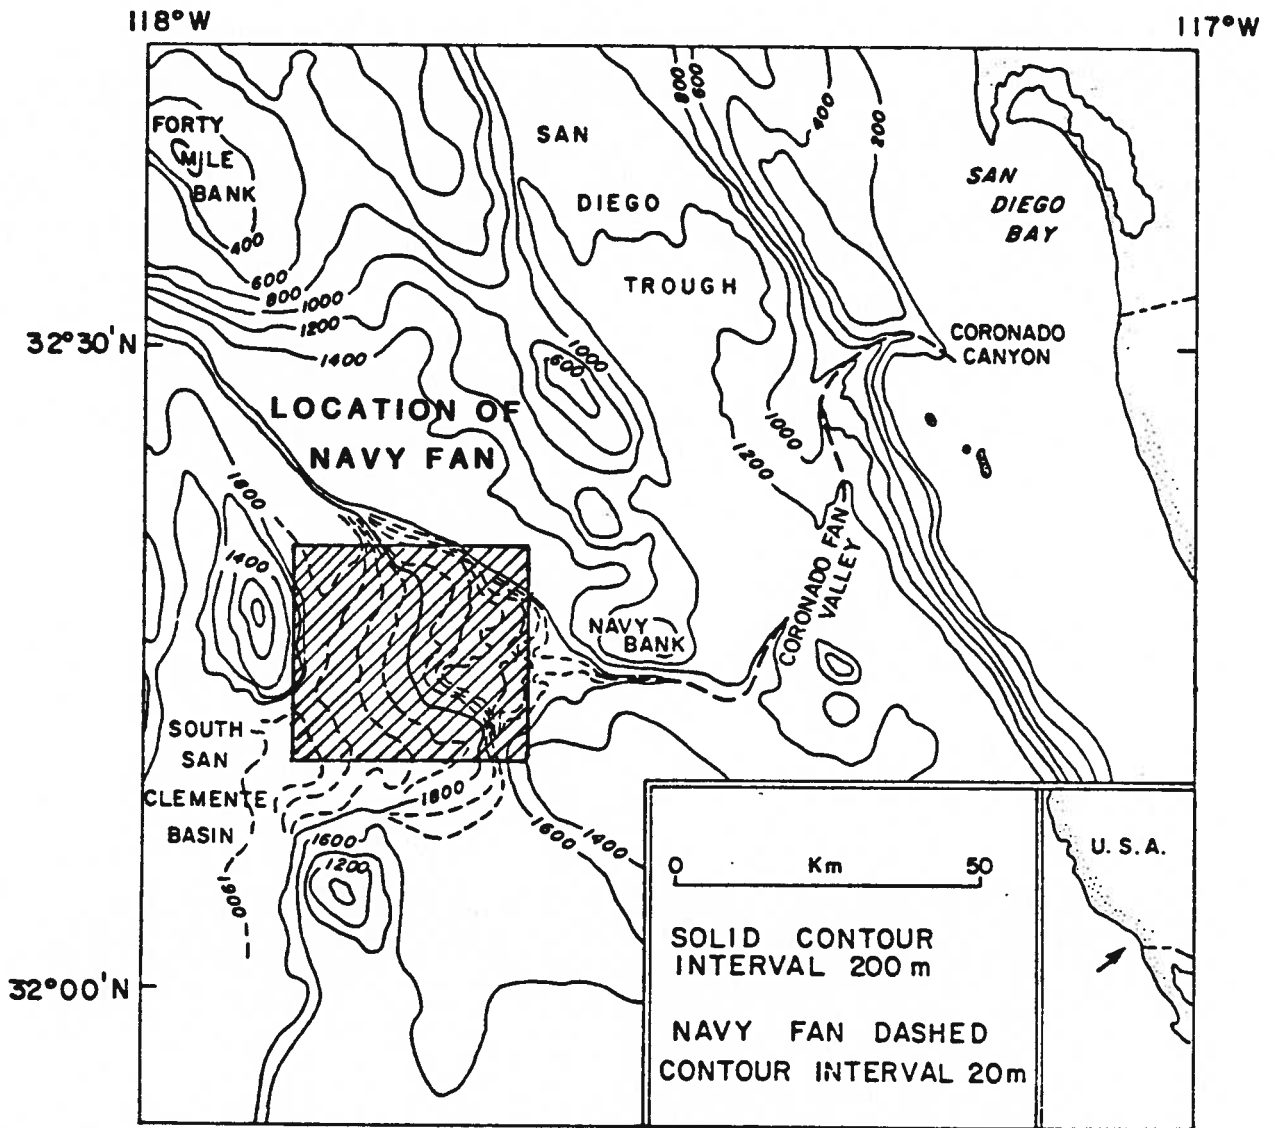 118°W
117°W
FORTY
MILE
BANK
400
600
800
1000
1200
1400
SAN
DIEGO
TROUGH
800
600
400
200
SAN
DIEGO
BAY
32°30'N
CORONADO
CANYON
1000
600
LOCATION OF
NAVY FAN
1000
1200
1800
1400
CORONADO FAN
VALLEY
NAVY
BANK
SOUTH
SAN
CLEMENTE
BASIN
1800
1600
1200
1600
1400
32°00'N
0 Km 50
SOLID CONTOUR
INTERVAL 200 m
NAVY FAN DASHED
CONTOUR INTERVAL 20m
U.S.A.